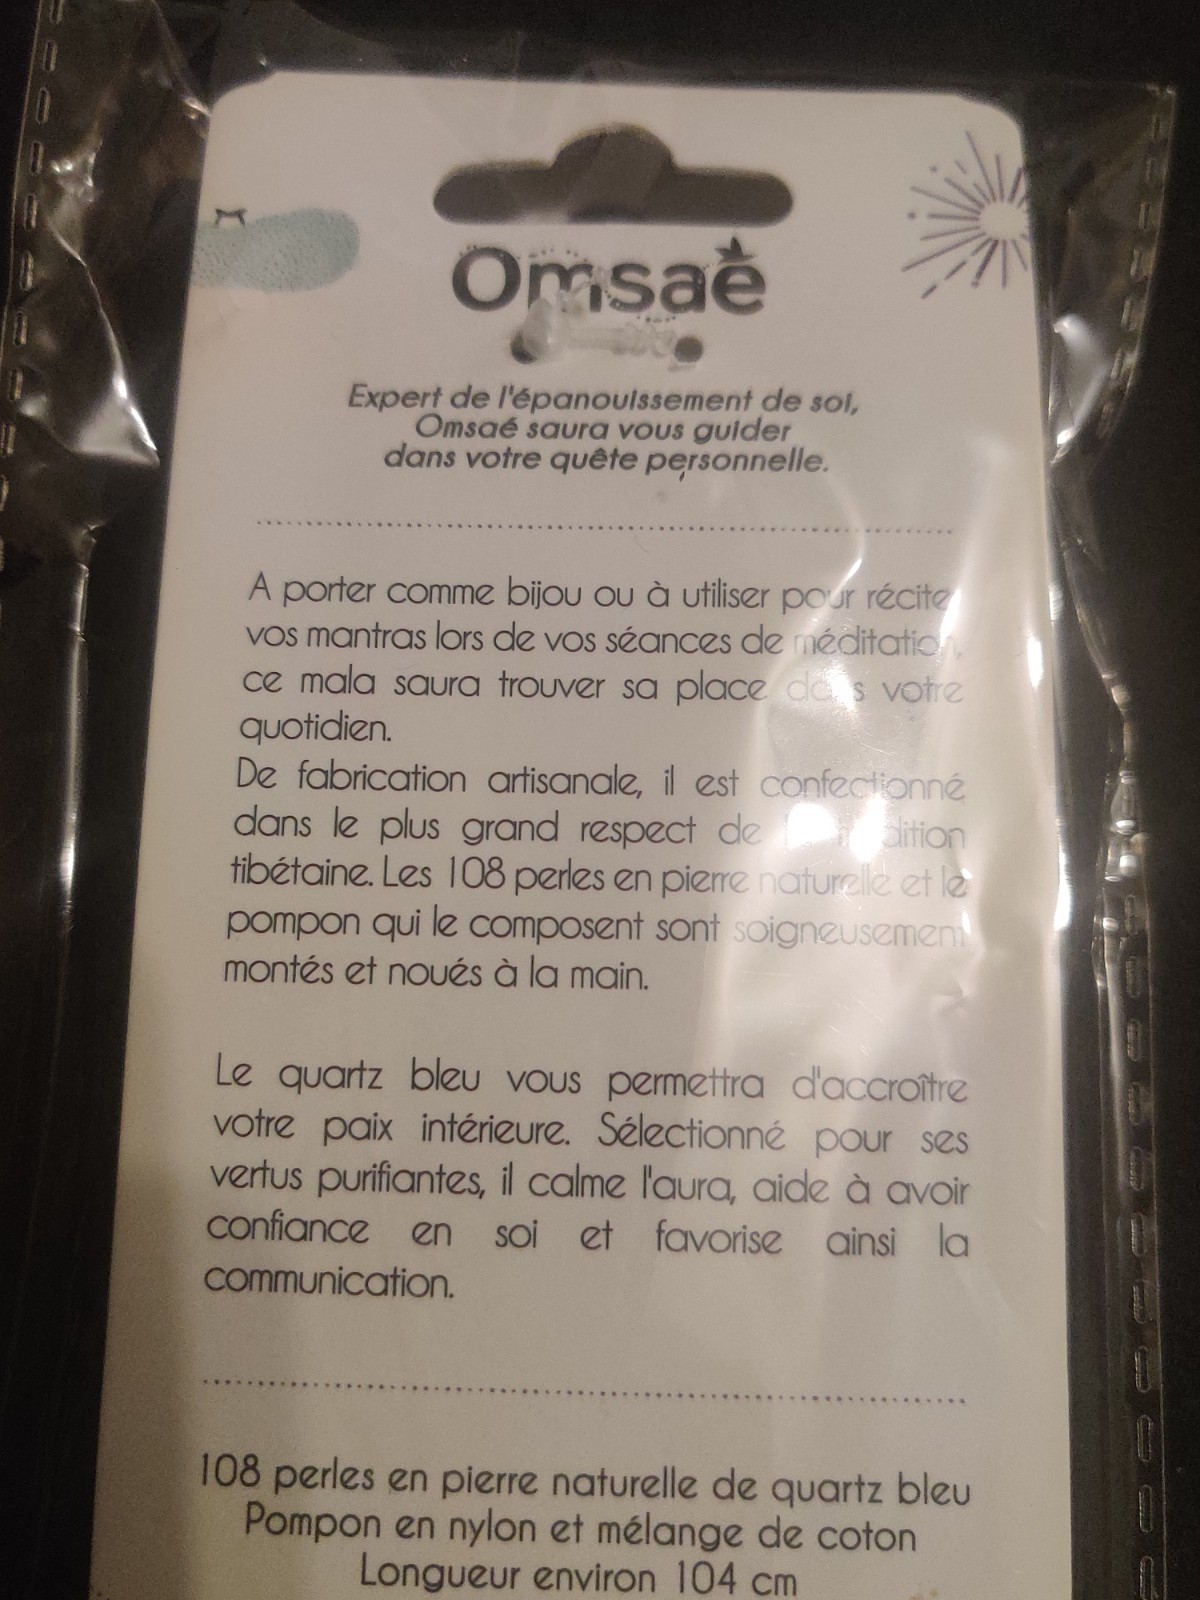 Omsaé
Expert de l'épanouissement de soi,
Omsaé saura vous guider
dans votre quête personnelle.
A porter comme bijou ou à utiliser pour réciter
vos mantras lors de vos séances de méditation,
ce mala saura trouver sa place dans votre
quotidien.
De fabrication artisanale, il est confectionné
dans le plus grand respect de la tradition
tibétaine. Les 108 perles en pierre naturelle et le
pompon qui le composent sont soigneusement
montés et noués à la main.
Le quartz bleu vous permettra d'accroître
votre paix intérieure. Sélectionné pour ses
vertus purifiantes, il calme l'aura, aide à avoir
confiance en soi et favorise ainsi la
communication.
108 perles en pierre naturelle de quartz bleu
Pompon en nylon et mélange de coton
Longueur environ 104 cm